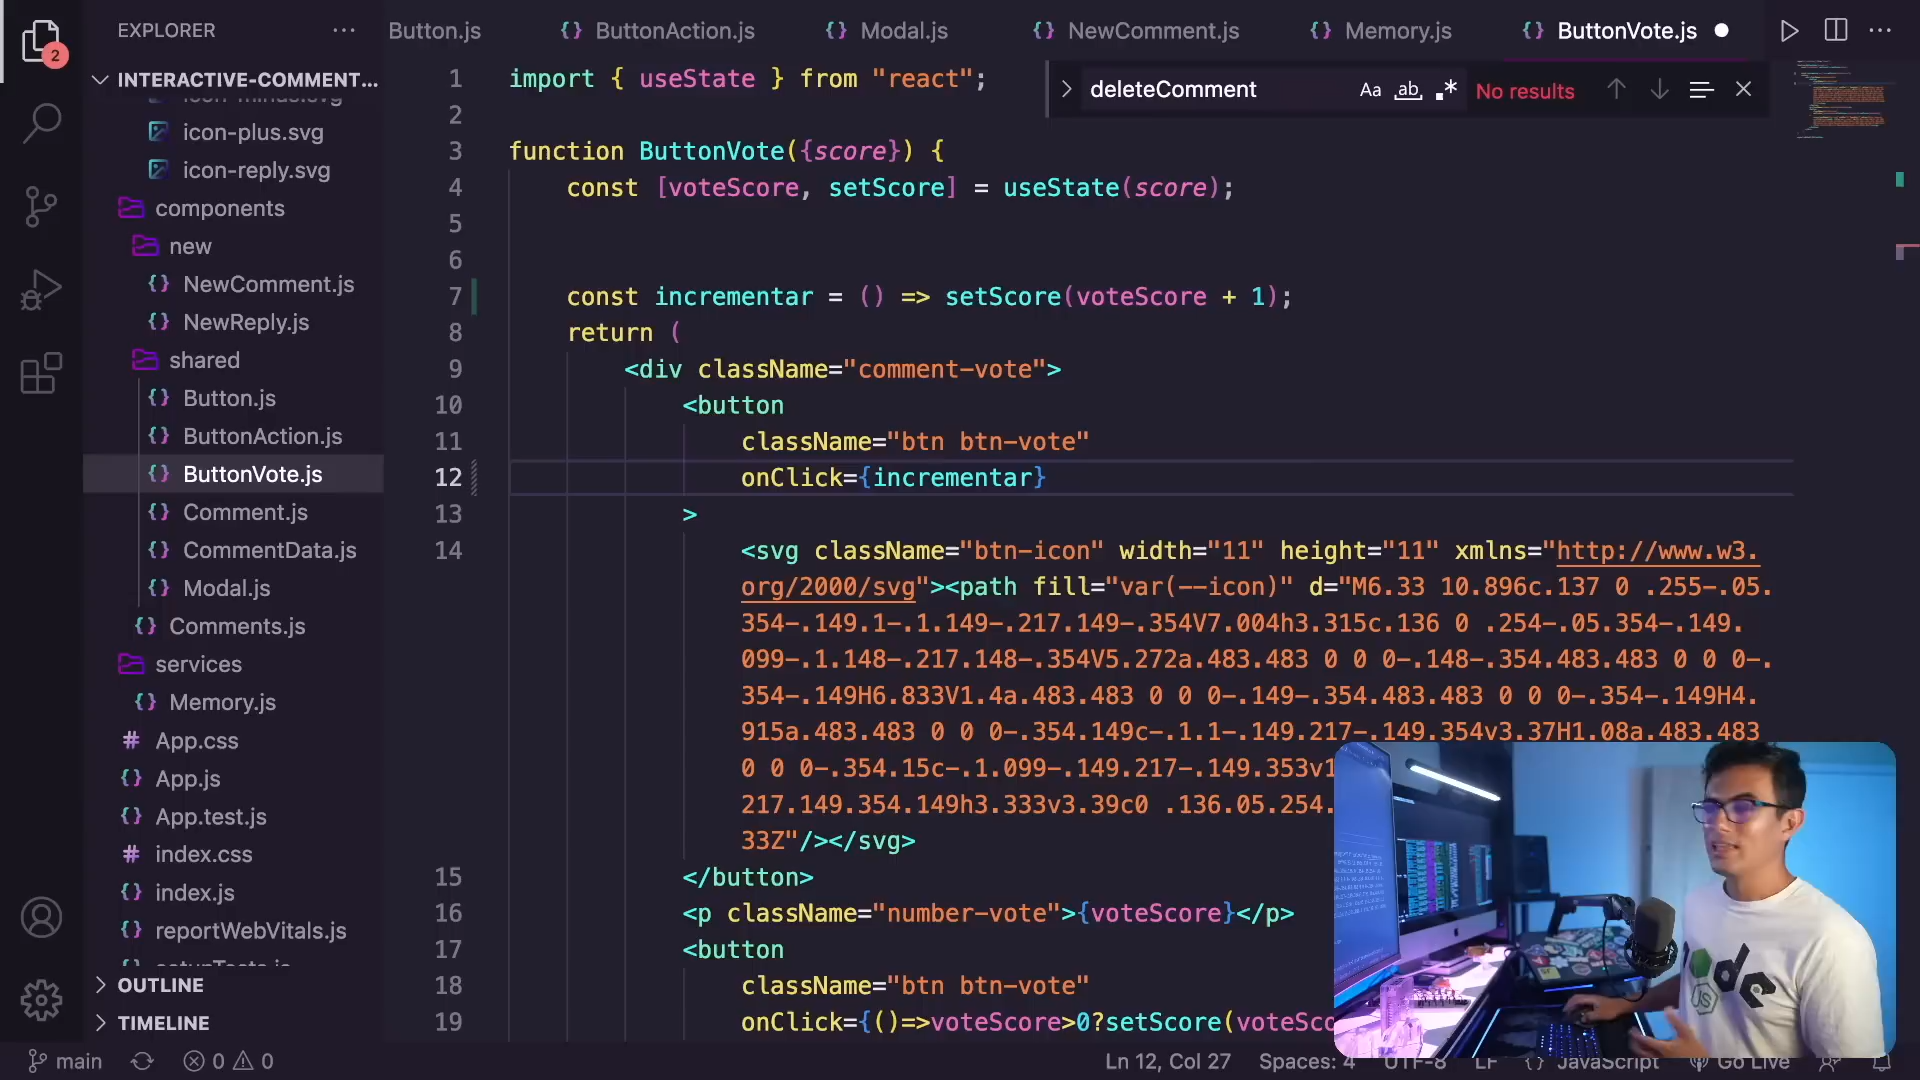 EXPLORER
Button.js
ButtonAction.js
Modal.js
NewComment.js
Memory.js
ButtonVote.js
2
INTERACTIVE-COMMENT...
deleteComment
Aa
ab
.*
No results
icon-minus.svg
icon-plus.svg
icon-reply.svg
components
new
NewComment.js
NewReply.js
shared
Button.js
ButtonAction.js
ButtonVote.js
Comment.js
CommentData.js
Modal.js
Comments.js
services
Memory.js
# App.css
App.js
App.test.js
# index.css
index.js
reportWebVitals.js
OUTLINE
TIMELINE
1 import { useState } from "react";
2
3 function ButtonVote({score}) {
4 const [voteScore, setScore] = useState(score);
5
6
7 const incrementar = () => setScore(voteScore + 1);
8 return (
9 <div className="comment-vote">
10 <button
11 className="btn btn-vote"
12 onClick={incrementar}
13 >
14 <svg className="btn-icon" width="11" height="11" xmlns="http://www.w3.
org/2000/svg"><path fill="var(--icon)" d="M6.33 10.896c.137 0 .255-.05.
354-.149.1-.1.149-.217.149-.354V7.004h3.315c.136 0 .254-.05.354-.149.
099-.1.148-.217.148-.354V5.272a.483.483 0 0 0-.148-.354.483.483 0 0 0-.
354-.149H6.833V1.4a.483.483 0 0 0-.149-.354.483.483 0 0 0-.354-.149H4.
915a.483.483 0 0 0-.354.149c-.1.1-.149.217-.149.354v3.37H1.08a.483.483
0 0 0-.354.15c-.1.099-.149.217-.149.353v1
217.149.354.149h3.333v3.39c0 .136.05.254.
33Z"/></svg>
15 </button>
16 <p className="number-vote">{voteScore}</p>
17 <button
18 className="btn btn-vote"
19 onClick={()=>voteScore>0?setScore(voteSco
node
JS
main
0
0
Ln 12, Col 27
Spaces: 4
UTF-8
LF
{} JavaScript
Go Live